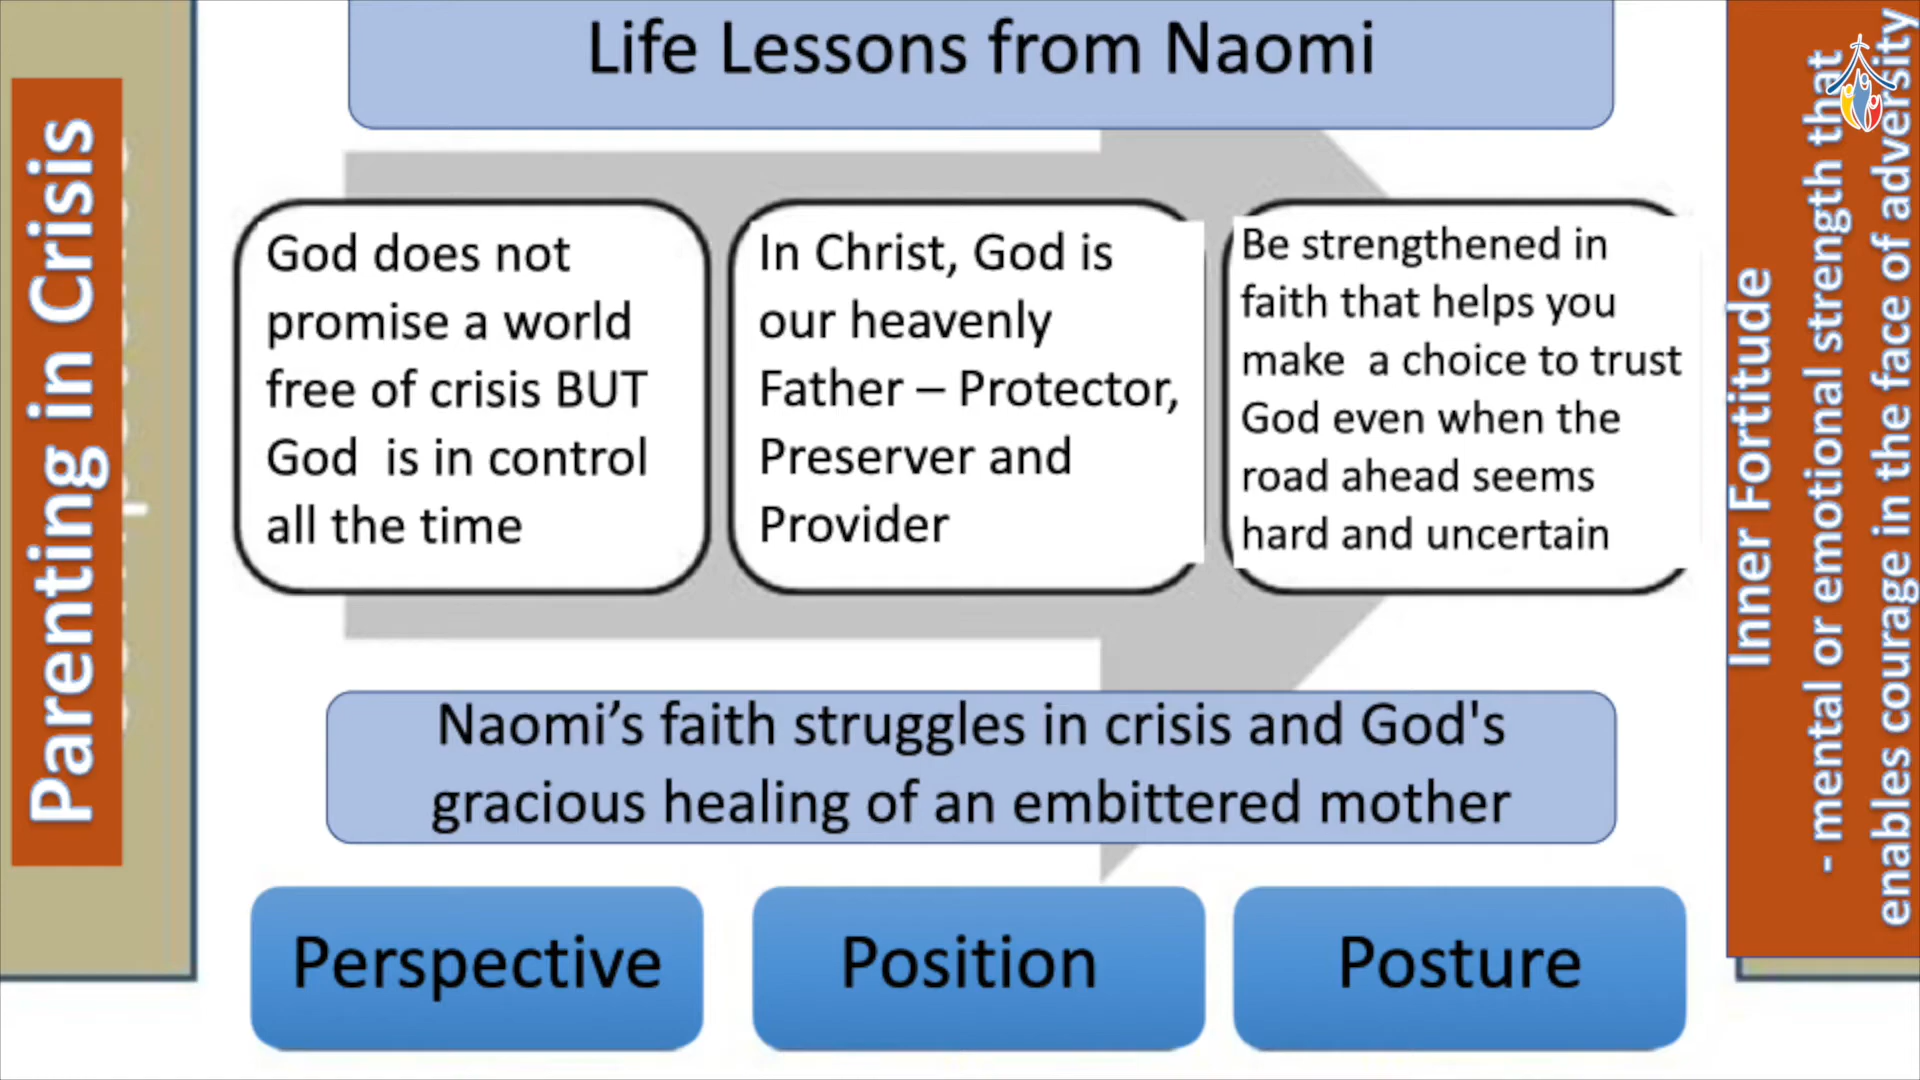 Life Lessons from Naomi
Parenting in Crisis
God does not
promise a world
free of crisis BUT
God  is in control
all the time
In Christ, God is
our heavenly
Father – Protector,
Preserver and
Provider
Be strengthened in
faith that helps you
make  a choice to trust
God even when the
road ahead seems
hard and uncertain
Naomi’s faith struggles in crisis and God's
gracious healing of an embittered mother
Perspective
Position
Posture
Inner Fortitude
- mental or emotional strength that
enables courage in the face of adversity